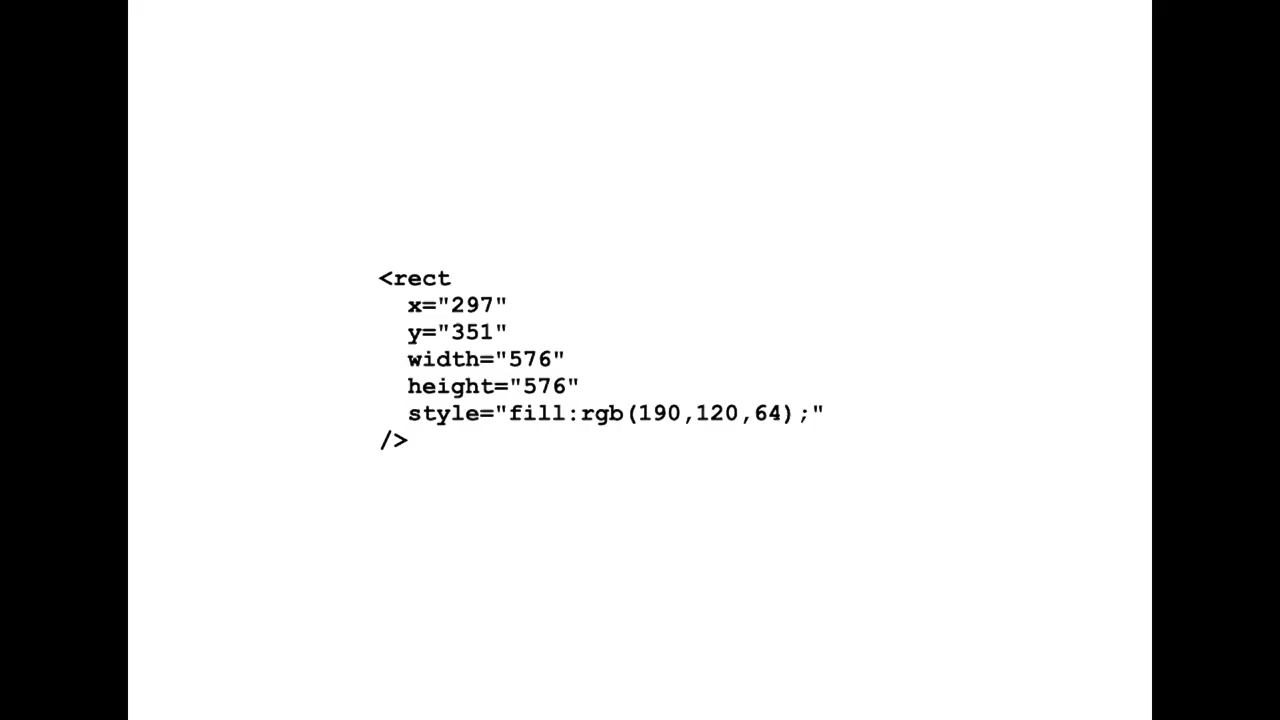 <rect
  x="297"
  y="351"
  width="576"
  height="576"
  style="fill:rgb(190,120,64);"
/>